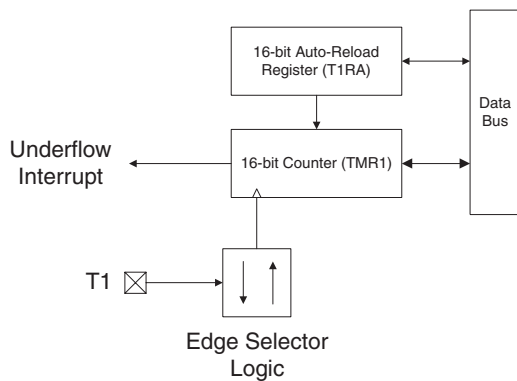 16-bit Auto-Reload
Register (T1RA)
Data
Bus
16-bit Counter (TMR1)
Underflow
Interrupt
T1
Edge Selector
Logic